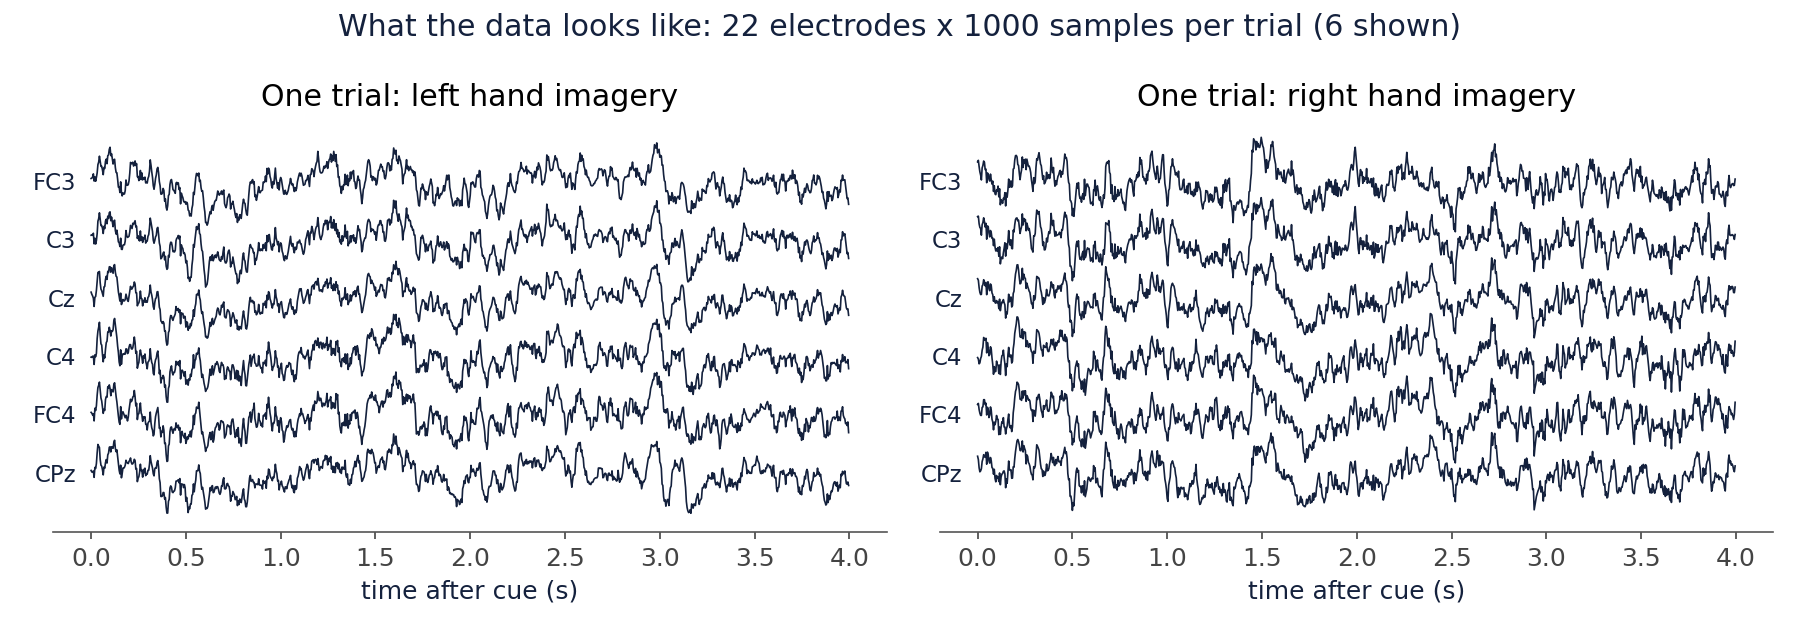 What the data looks like: 22 electrodes x 1000 samples per trial (6 shown)
One trial: left hand imagery
FC3
C3
Cz
C4
FC4
CPz
0.0 0.5 1.0 1.5 2.0 2.5 3.0 3.5 4.0
time after cue (s)
One trial: right hand imagery
FC3
C3
Cz
C4
FC4
CPz
0.0 0.5 1.0 1.5 2.0 2.5 3.0 3.5 4.0
time after cue (s)